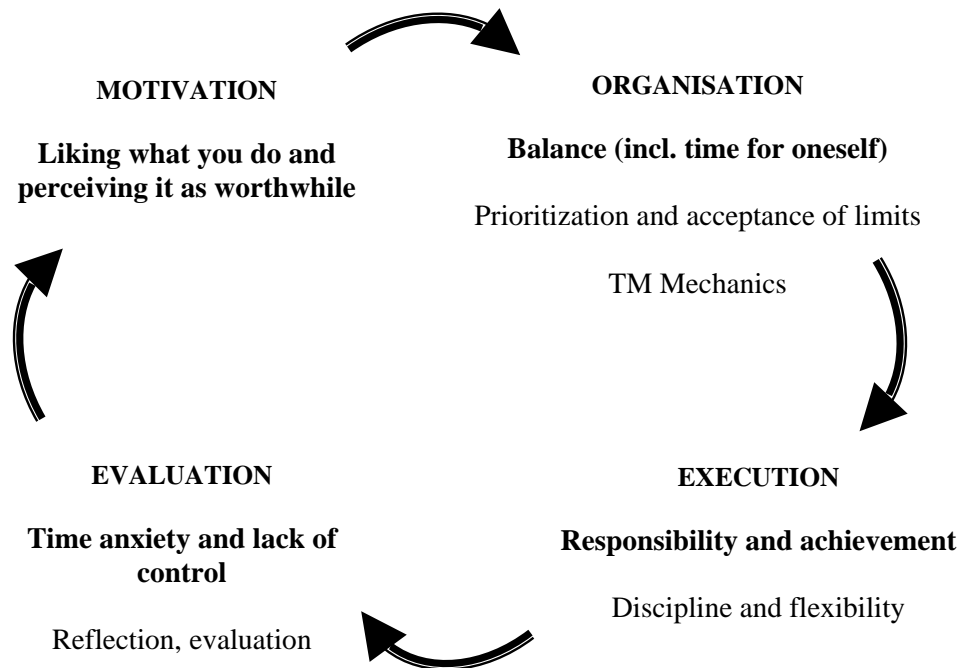 MOTIVATION
Liking what you do and
perceiving it as worthwhile
ORGANISATION
Balance (incl. time for oneself)
Prioritization and acceptance of limits
TM Mechanics
EXECUTION
Responsibility and achievement
Discipline and flexibility
EVALUATION
Time anxiety and lack of
control
Reflection, evaluation